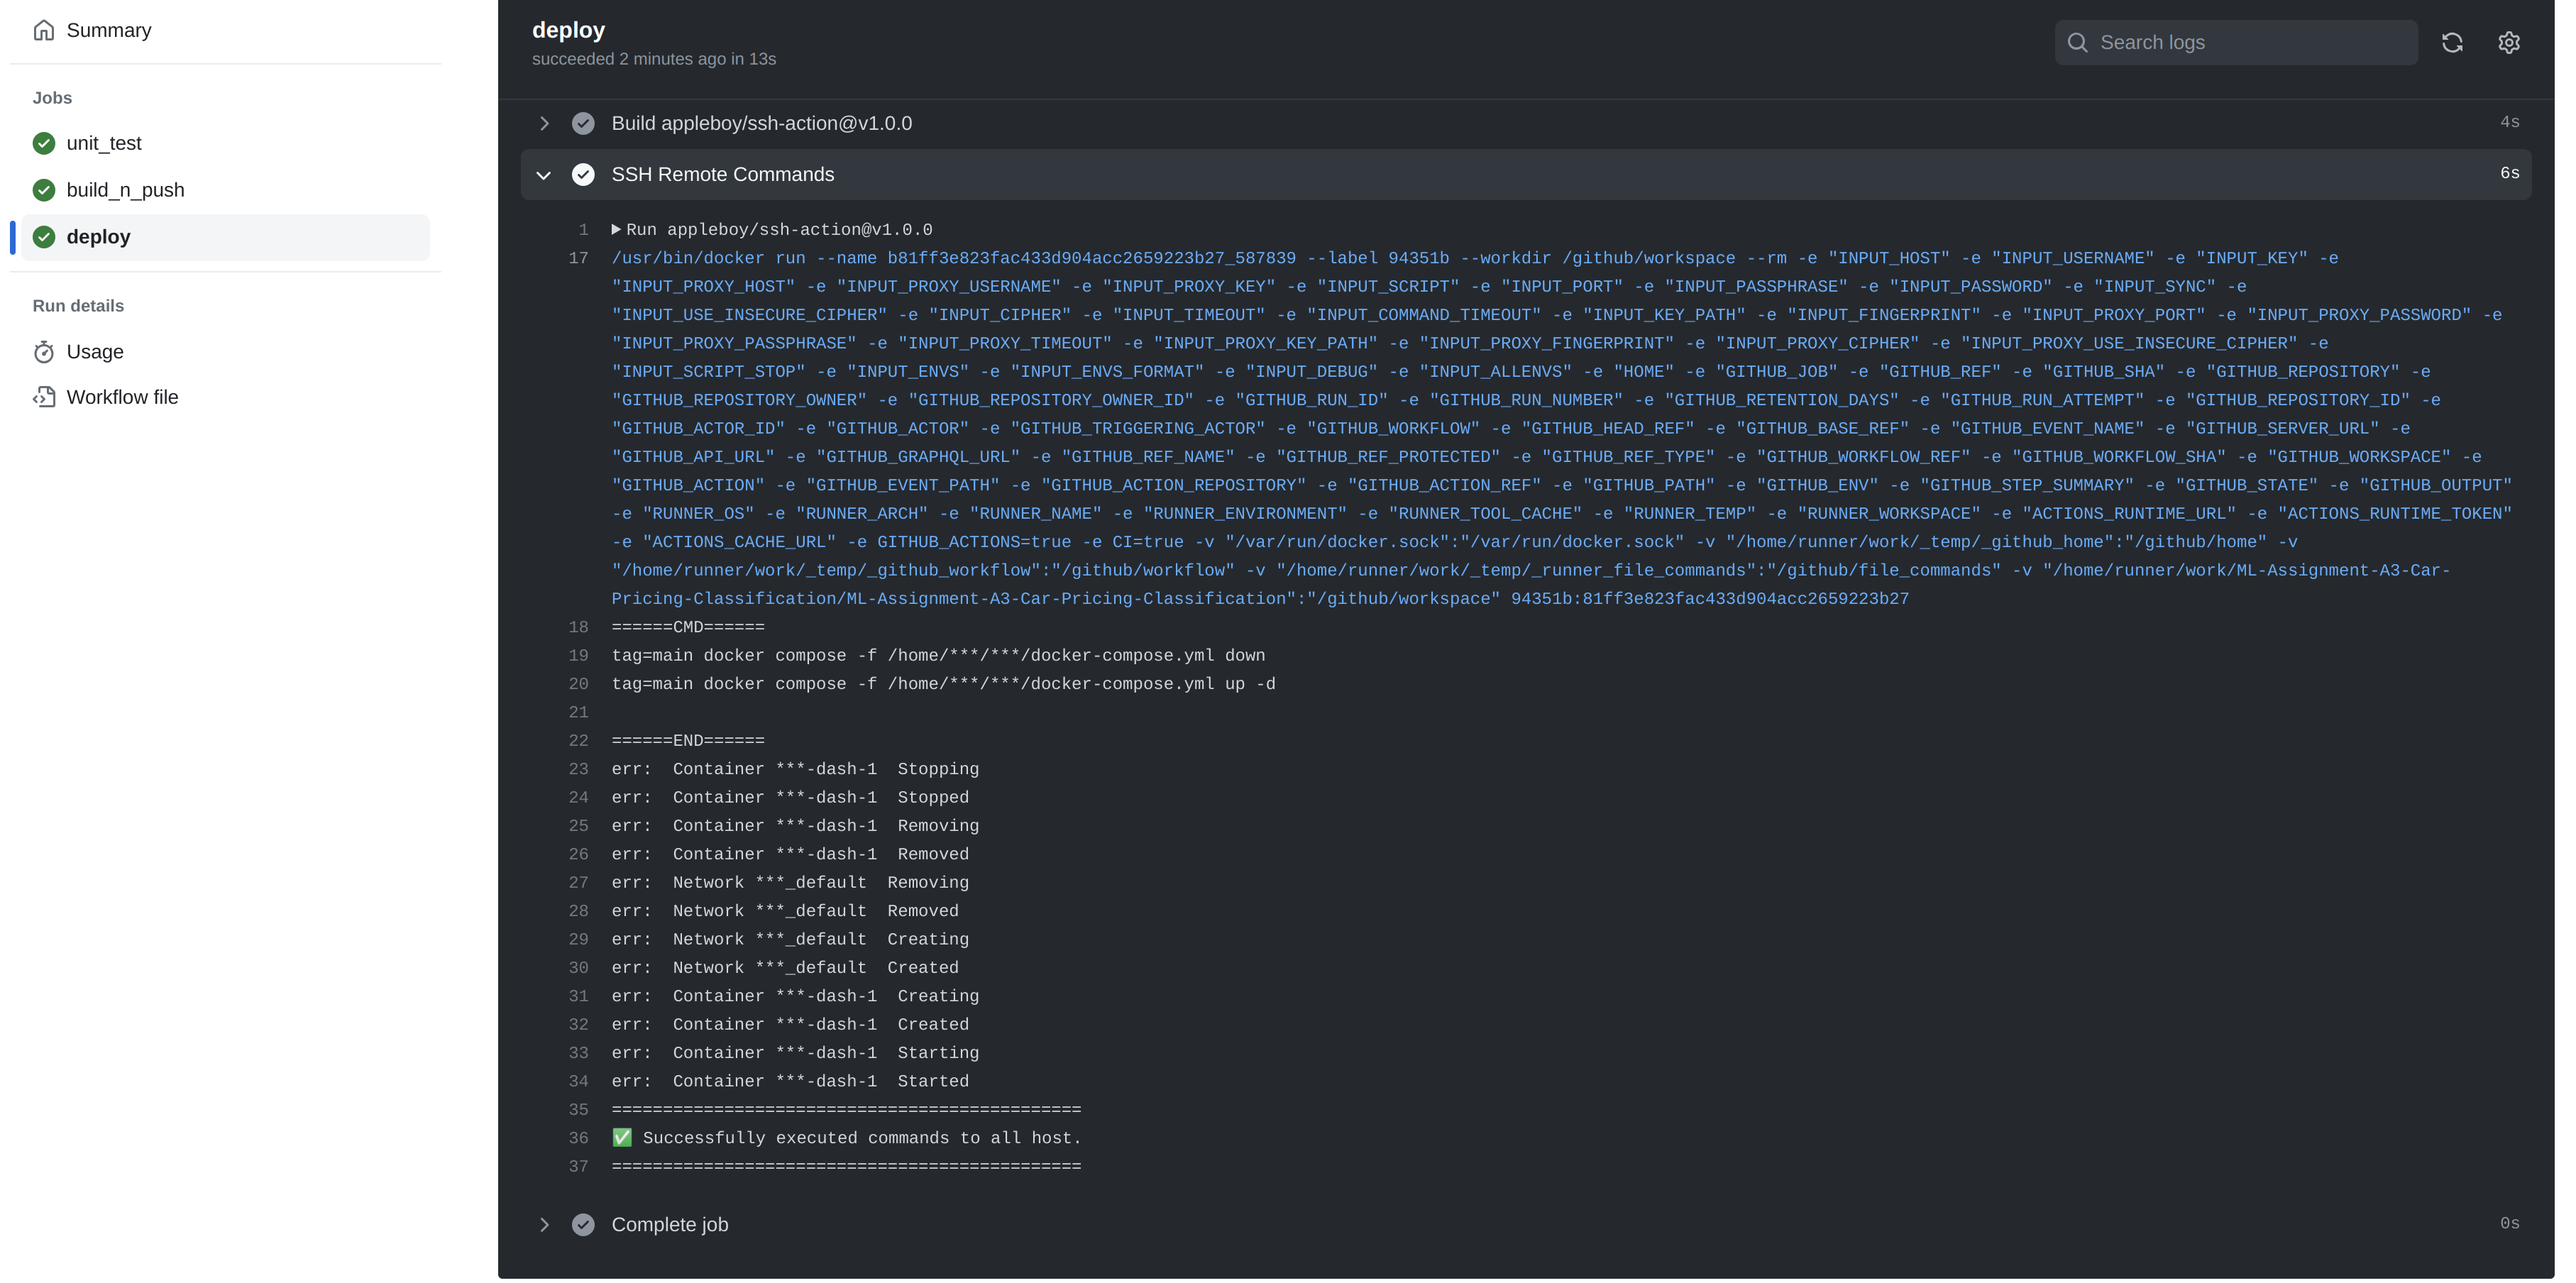 Summary
Jobs
unit_test
build_n_push
deploy
Run details
Usage
Workflow file
deploy
succeeded 2 minutes ago in 13s
Search logs
Build appleboy/ssh-action@v1.0.0 4s
SSH Remote Commands 6s
1 Run appleboy/ssh-action@v1.0.0
17 /usr/bin/docker run --name b81ff3e823fac433d904acc2659223b27_587839 --label 94351b --workdir /github/workspace --rm -e "INPUT_HOST" -e "INPUT_USERNAME" -e "INPUT_KEY" -e
"INPUT_PROXY_HOST" -e "INPUT_PROXY_USERNAME" -e "INPUT_PROXY_KEY" -e "INPUT_SCRIPT" -e "INPUT_PORT" -e "INPUT_PASSPHRASE" -e "INPUT_PASSWORD" -e "INPUT_SYNC" -e
"INPUT_USE_INSECURE_CIPHER" -e "INPUT_CIPHER" -e "INPUT_TIMEOUT" -e "INPUT_COMMAND_TIMEOUT" -e "INPUT_KEY_PATH" -e "INPUT_FINGERPRINT" -e "INPUT_PROXY_PORT" -e "INPUT_PROXY_PASSWORD" -e
"INPUT_PROXY_PASSPHRASE" -e "INPUT_PROXY_TIMEOUT" -e "INPUT_PROXY_KEY_PATH" -e "INPUT_PROXY_FINGERPRINT" -e "INPUT_PROXY_CIPHER" -e "INPUT_PROXY_USE_INSECURE_CIPHER" -e
"INPUT_SCRIPT_STOP" -e "INPUT_ENVS" -e "INPUT_ENVS_FORMAT" -e "INPUT_DEBUG" -e "INPUT_ALLENVS" -e "HOME" -e "GITHUB_JOB" -e "GITHUB_REF" -e "GITHUB_SHA" -e "GITHUB_REPOSITORY" -e
"GITHUB_REPOSITORY_OWNER" -e "GITHUB_REPOSITORY_OWNER_ID" -e "GITHUB_RUN_ID" -e "GITHUB_RUN_NUMBER" -e "GITHUB_RETENTION_DAYS" -e "GITHUB_RUN_ATTEMPT" -e "GITHUB_REPOSITORY_ID" -e
"GITHUB_ACTOR_ID" -e "GITHUB_ACTOR" -e "GITHUB_TRIGGERING_ACTOR" -e "GITHUB_WORKFLOW" -e "GITHUB_HEAD_REF" -e "GITHUB_BASE_REF" -e "GITHUB_EVENT_NAME" -e "GITHUB_SERVER_URL" -e
"GITHUB_API_URL" -e "GITHUB_GRAPHQL_URL" -e "GITHUB_REF_NAME" -e "GITHUB_REF_PROTECTED" -e "GITHUB_REF_TYPE" -e "GITHUB_WORKFLOW_REF" -e "GITHUB_WORKFLOW_SHA" -e "GITHUB_WORKSPACE" -e
"GITHUB_ACTION" -e "GITHUB_EVENT_PATH" -e "GITHUB_ACTION_REPOSITORY" -e "GITHUB_ACTION_REF" -e "GITHUB_PATH" -e "GITHUB_ENV" -e "GITHUB_STEP_SUMMARY" -e "GITHUB_STATE" -e "GITHUB_OUTPUT"
-e "RUNNER_OS" -e "RUNNER_ARCH" -e "RUNNER_NAME" -e "RUNNER_ENVIRONMENT" -e "RUNNER_TOOL_CACHE" -e "RUNNER_TEMP" -e "RUNNER_WORKSPACE" -e "ACTIONS_RUNTIME_URL" -e "ACTIONS_RUNTIME_TOKEN"
-e "ACTIONS_CACHE_URL" -e GITHUB_ACTIONS=true -e CI=true -v "/var/run/docker.sock":"/var/run/docker.sock" -v "/home/runner/work/_temp/_github_home":"/github/home" -v
"/home/runner/work/_temp/_github_workflow":"/github/workflow" -v "/home/runner/work/_temp/_runner_file_commands":"/github/file_commands" -v "/home/runner/work/ML-Assignment-A3-Car-
Pricing-Classification/ML-Assignment-A3-Car-Pricing-Classification":"/github/workspace" 94351b:81ff3e823fac433d904acc2659223b27
18 ======CMD======
19 tag=main docker compose -f /home/***/***/docker-compose.yml down
20 tag=main docker compose -f /home/***/***/docker-compose.yml up -d
21
22 ======END======
23 err:  Container ***-dash-1  Stopping
24 err:  Container ***-dash-1  Stopped
25 err:  Container ***-dash-1  Removing
26 err:  Container ***-dash-1  Removed
27 err:  Network ***_default  Removing
28 err:  Network ***_default  Removed
29 err:  Network ***_default  Creating
30 err:  Network ***_default  Created
31 err:  Container ***-dash-1  Creating
32 err:  Container ***-dash-1  Created
33 err:  Container ***-dash-1  Starting
34 err:  Container ***-dash-1  Started
35 ==============================================
36 ✅ Successfully executed commands to all host.
37 ==============================================
Complete job 0s